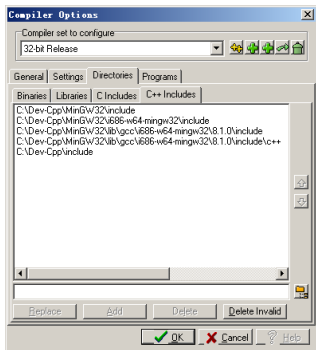 Compiler Options
Compiler set to configure
32-bit Release
General Settings Directories Programs
Binaries Libraries C Includes C++ Includes
C:\Dev-Cpp\MinGW32\include
C:\Dev-Cpp\MinGW32\i686-w64-mingw32\include
C:\Dev-Cpp\MinGW32\lib\gcc\i686-w64-mingw32\8.1.0\include
C:\Dev-Cpp\MinGW32\lib\gcc\i686-w64-mingw32\8.1.0\include\c++
C:\Dev-Cpp\include
Replace Add Delete Delete Invalid
OK Cancel Help